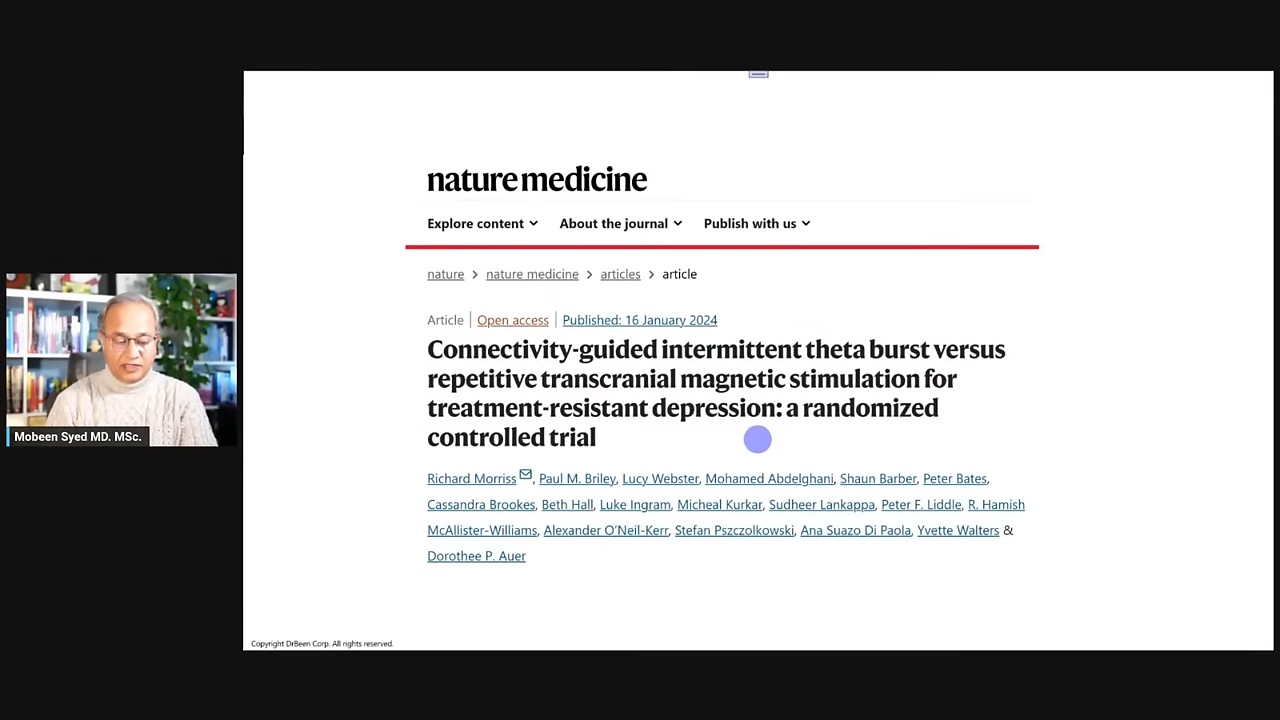 nature medicine
Explore content About the journal Publish with us
nature > nature medicine > articles > article
Article | Open access | Published: 16 January 2024
Connectivity-guided intermittent theta burst versus
repetitive transcranial magnetic stimulation for
treatment-resistant depression: a randomized
controlled trial
Richard Morriss, Paul M. Briley, Lucy Webster, Mohamed Abdelghani, Shaun Barber, Peter Bates,
Cassandra Brookes, Beth Hall, Luke Ingram, Micheal Kurkar, Sudheer Lankappa, Peter F. Liddle, R. Hamish
McAllister-Williams, Alexander O'Neil-Kerr, Stefan Pszczolkowski, Ana Suazo Di Paola, Yvette Walters &
Dorothee P. Auer
Mobeen Syed MD. MSc.
Copyright DrBeen Corp. All rights reserved.